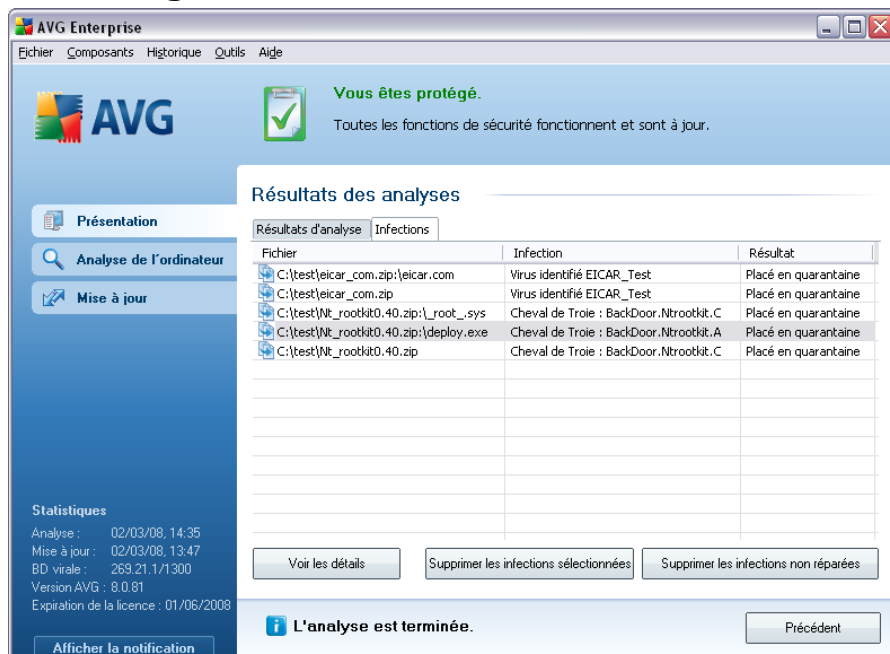 AVG Enterprise
Fichier Composants Historique Outils Aide
AVG
Vous êtes protégé.
Toutes les fonctions de sécurité fonctionnent et sont à jour.
Présentation
Analyse de l'ordinateur
Mise à jour
Résultats des analyses
Résultats d'analyse Infections
Fichier Infection Résultat
C:\test\eicar_com.zip:\eicar.com Virus identifié EICAR_Test Placé en quarantaine
C:\test\eicar_com.zip Virus identifié EICAR_Test Placé en quarantaine
C:\test\Nt_rootkit0.40.zip:\_root_.sys Cheval de Troie : BackDoor.Ntrootkit.C Placé en quarantaine
C:\test\Nt_rootkit0.40.zip:\deploy.exe Cheval de Troie : BackDoor.Ntrootkit.A Placé en quarantaine
C:\test\Nt_rootkit0.40.zip Cheval de Troie : BackDoor.Ntrootkit.C Placé en quarantaine
Statistiques
Analyse : 02/03/08, 14:35
Mise à jour : 02/03/08, 13:47
BD virale : 269.21.1/1300
Version AVG : 8.0.81
Expiration de la licence : 01/06/2008
Afficher la notification
Voir les détails Supprimer les infections sélectionnées Supprimer les infections non réparées
L'analyse est terminée.
Précédent